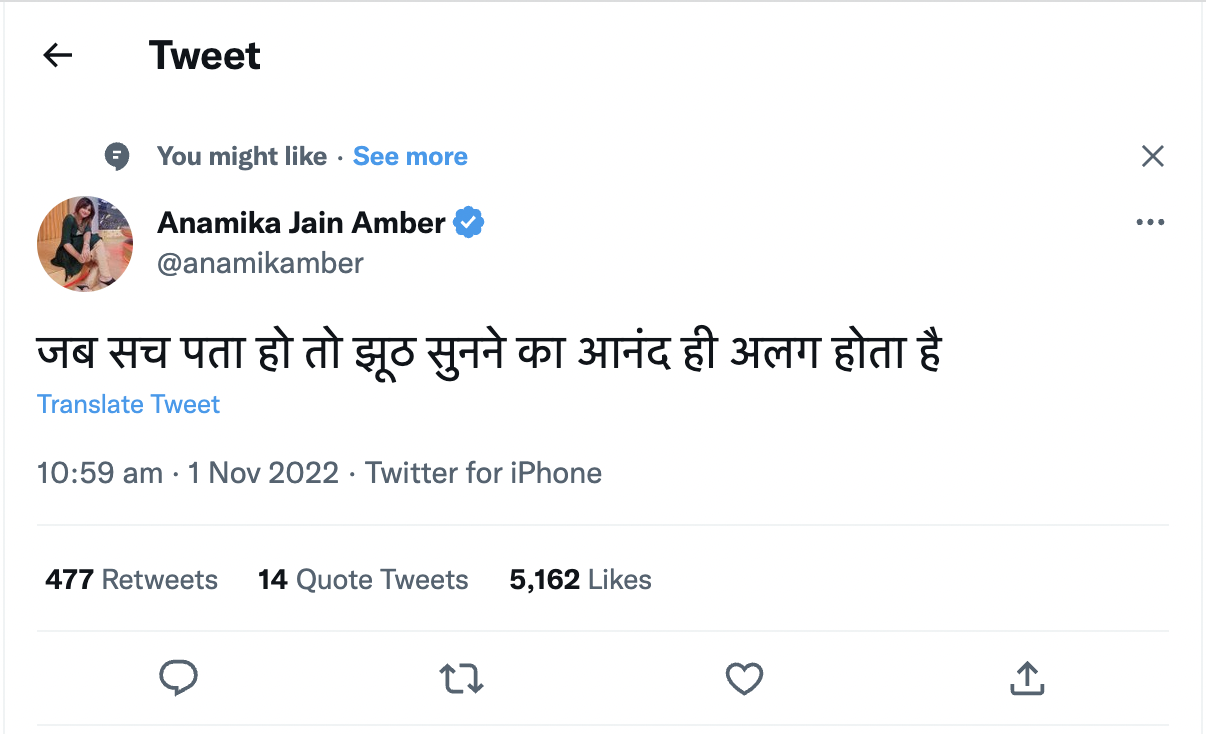 Tweet
You might like · See more
Anamika Jain Amber
@anamikamber
जब सच पता हो तो झूठ सुनने का आनंद ही अलग होता है
Translate Tweet
10:59 am · 1 Nov 2022 · Twitter for iPhone
477 Retweets 14 Quote Tweets 5,162 Likes